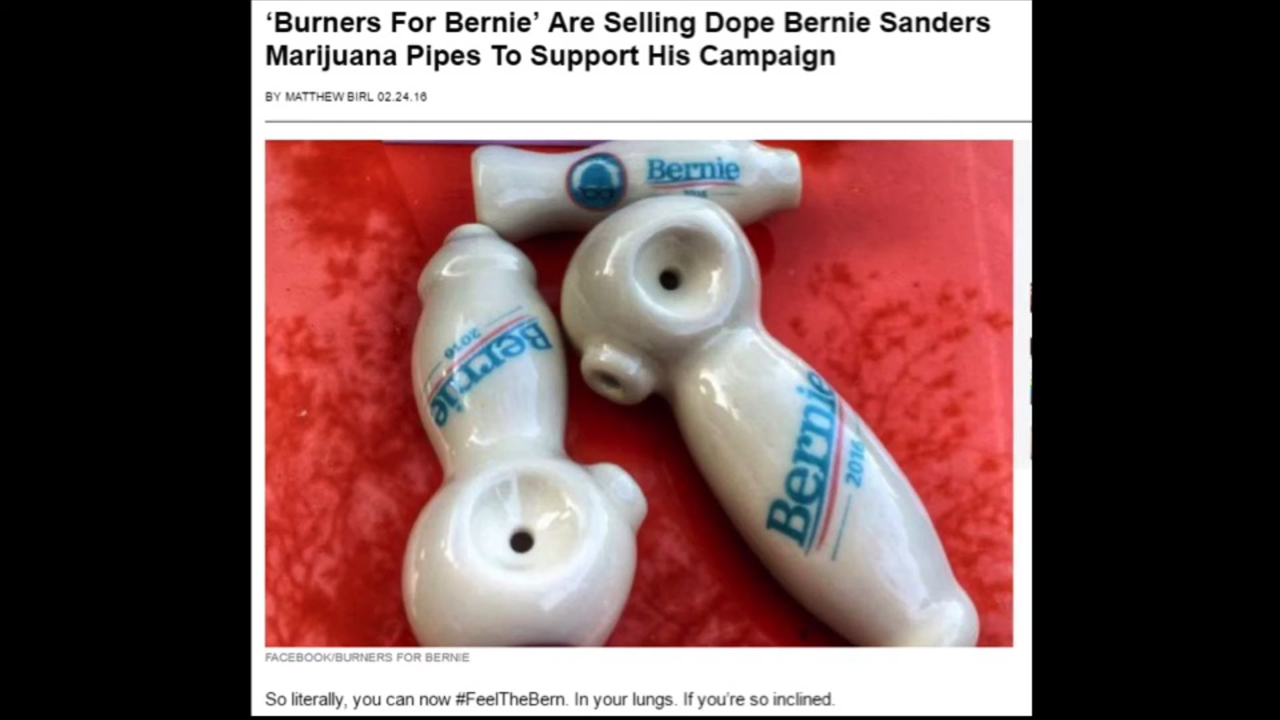 ‘Burners For Bernie’ Are Selling Dope Bernie Sanders
Marijuana Pipes To Support His Campaign
BY MATTHEW BIRL 02.24.16
Bernie
2016
Bernie
2016
Bernie
2016
FACEBOOK/BURNERS FOR BERNIE
So literally, you can now #FeelTheBern. In your lungs. If you're so inclined.